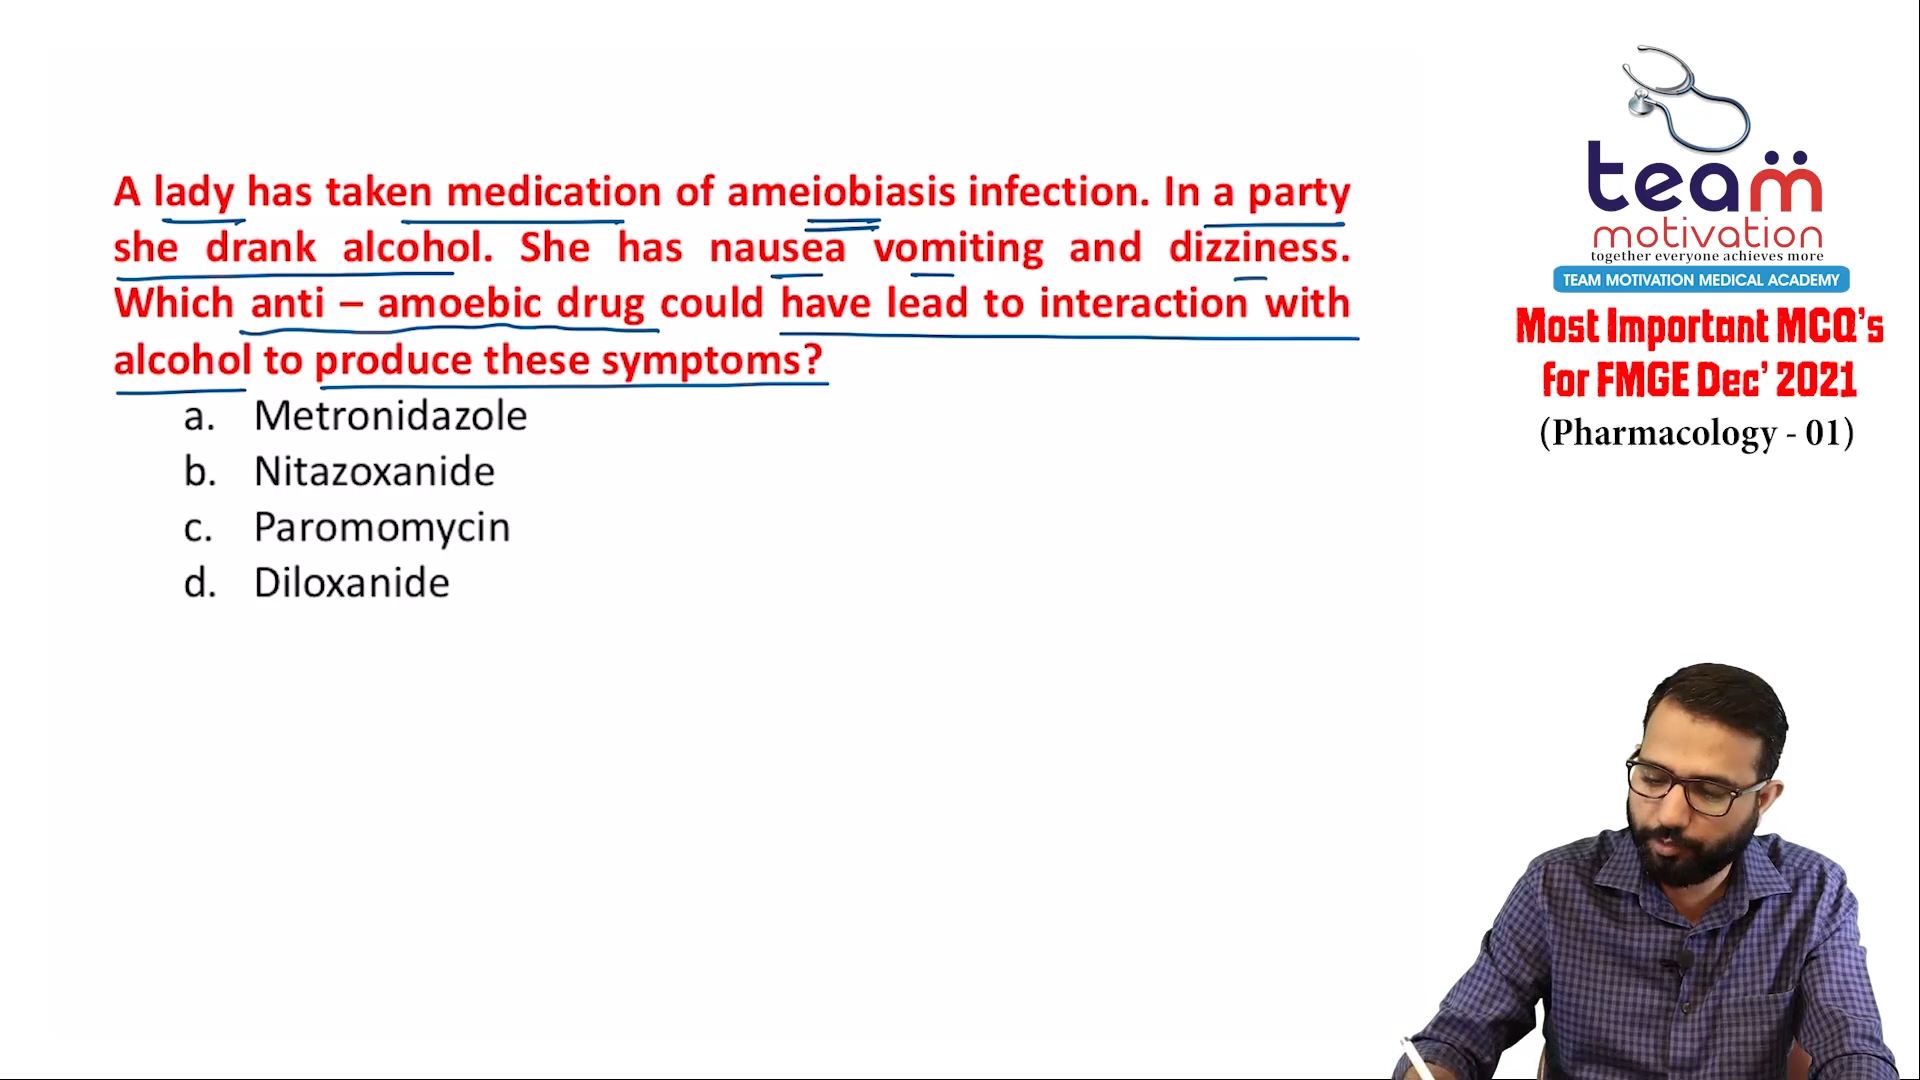 A lady has taken medication of ameiobiasis infection. In a party
she drank alcohol. She has nausea vomiting and dizziness.
Which anti – amoebic drug could have lead to interaction with
alcohol to produce these symptoms?
a. Metronidazole
b. Nitazoxanide
c. Paromomycin
d. Diloxanide
team
motivation
together everyone achieves more
TEAM MOTIVATION MEDICAL ACADEMY
Most Important MCQ's
for FMGE Dec' 2021
(Pharmacology - 01)